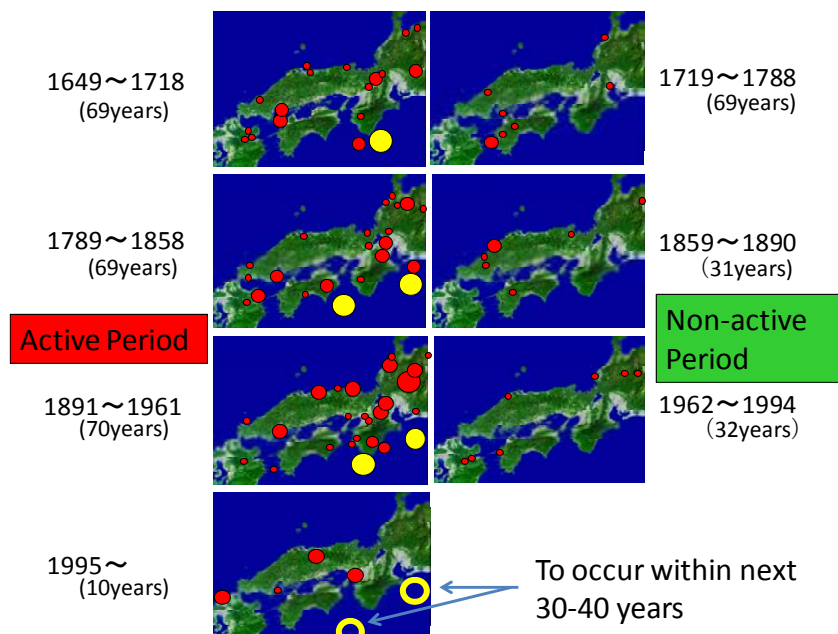 1649～1718
(69years)
1719～1788
(69years)
1789～1858
(69years)
1859～1890
（31years）
Active Period
Non-active
Period
1891～1961
(70years)
1962～1994
（32years）
1995～
(10years)
To occur within next
30-40 years